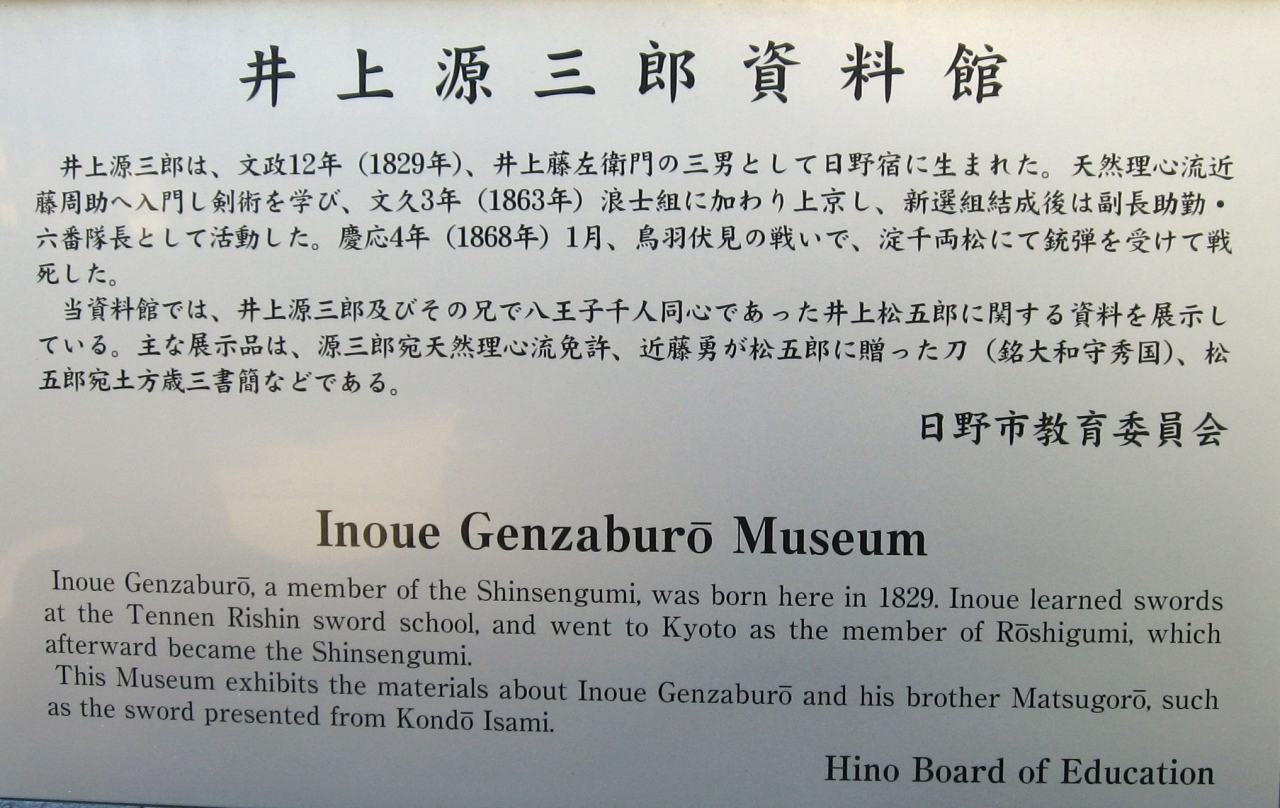 井上源三郎資料館
井上源三郎は、文政12年（1829年）、井上藤左衛門の三男として日野宿に生まれた。天然理心流近
藤周助へ入門し剣術を学び、文久3年（1863年）浪士組に加わり上京し、新選組結成後は副長助勤・
六番隊長として活動した。慶応4年（1868年）1月、鳥羽伏見の戦いで、淀千両松にて銃弾を受けて戦
死した。
当資料館では、井上源三郎及びその兄で八王子千人同心であった井上松五郎に関する資料を展示し
ている。主な展示品は、源三郎宛天然理心流免許、近藤勇が松五郎に贈った刀（銘大和守秀国）、松
五郎宛土方歳三書簡などである。
日野市教育委員会
Inoue Genzaburō Museum
Inoue Genzaburō, a member of the Shinsengumi, was born here in 1829. Inoue learned swords
at the Tennen Rishin sword school, and went to Kyoto as the member of Rōshigumi, which
afterward became the Shinsengumi.
This Museum exhibits the materials about Inoue Genzaburō and his brother Matsugorō, such
as the sword presented from Kondō Isami.
Hino Board of Education